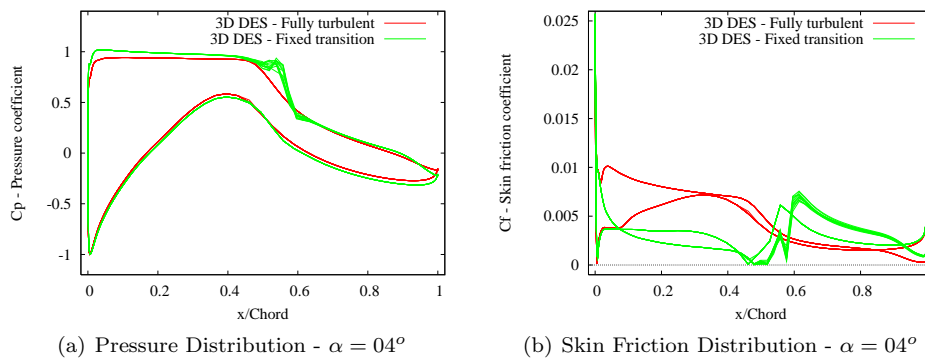 3D DES - Fully turbulent
3D DES - Fixed transition
Cp - Pressure coefficient
1
0.5
0
-0.5
-1
0 0.2 0.4 0.6 0.8 1
x/Chord
(a) Pressure Distribution - α = 04º
3D DES - Fully turbulent
3D DES - Fixed transition
Cf - Skin friction coefficient
0.025
0.02
0.015
0.01
0.005
0
0 0.2 0.4 0.6 0.8
x/Chord
(b) Skin Friction Distribution - α = 04º